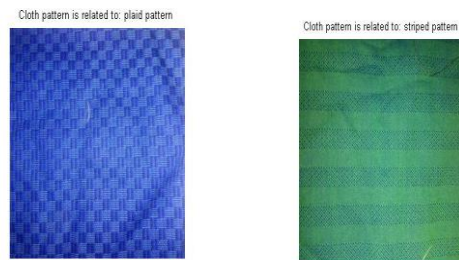 Cloth pattern is related to: plaid pattern
Cloth pattern is related to: striped pattern